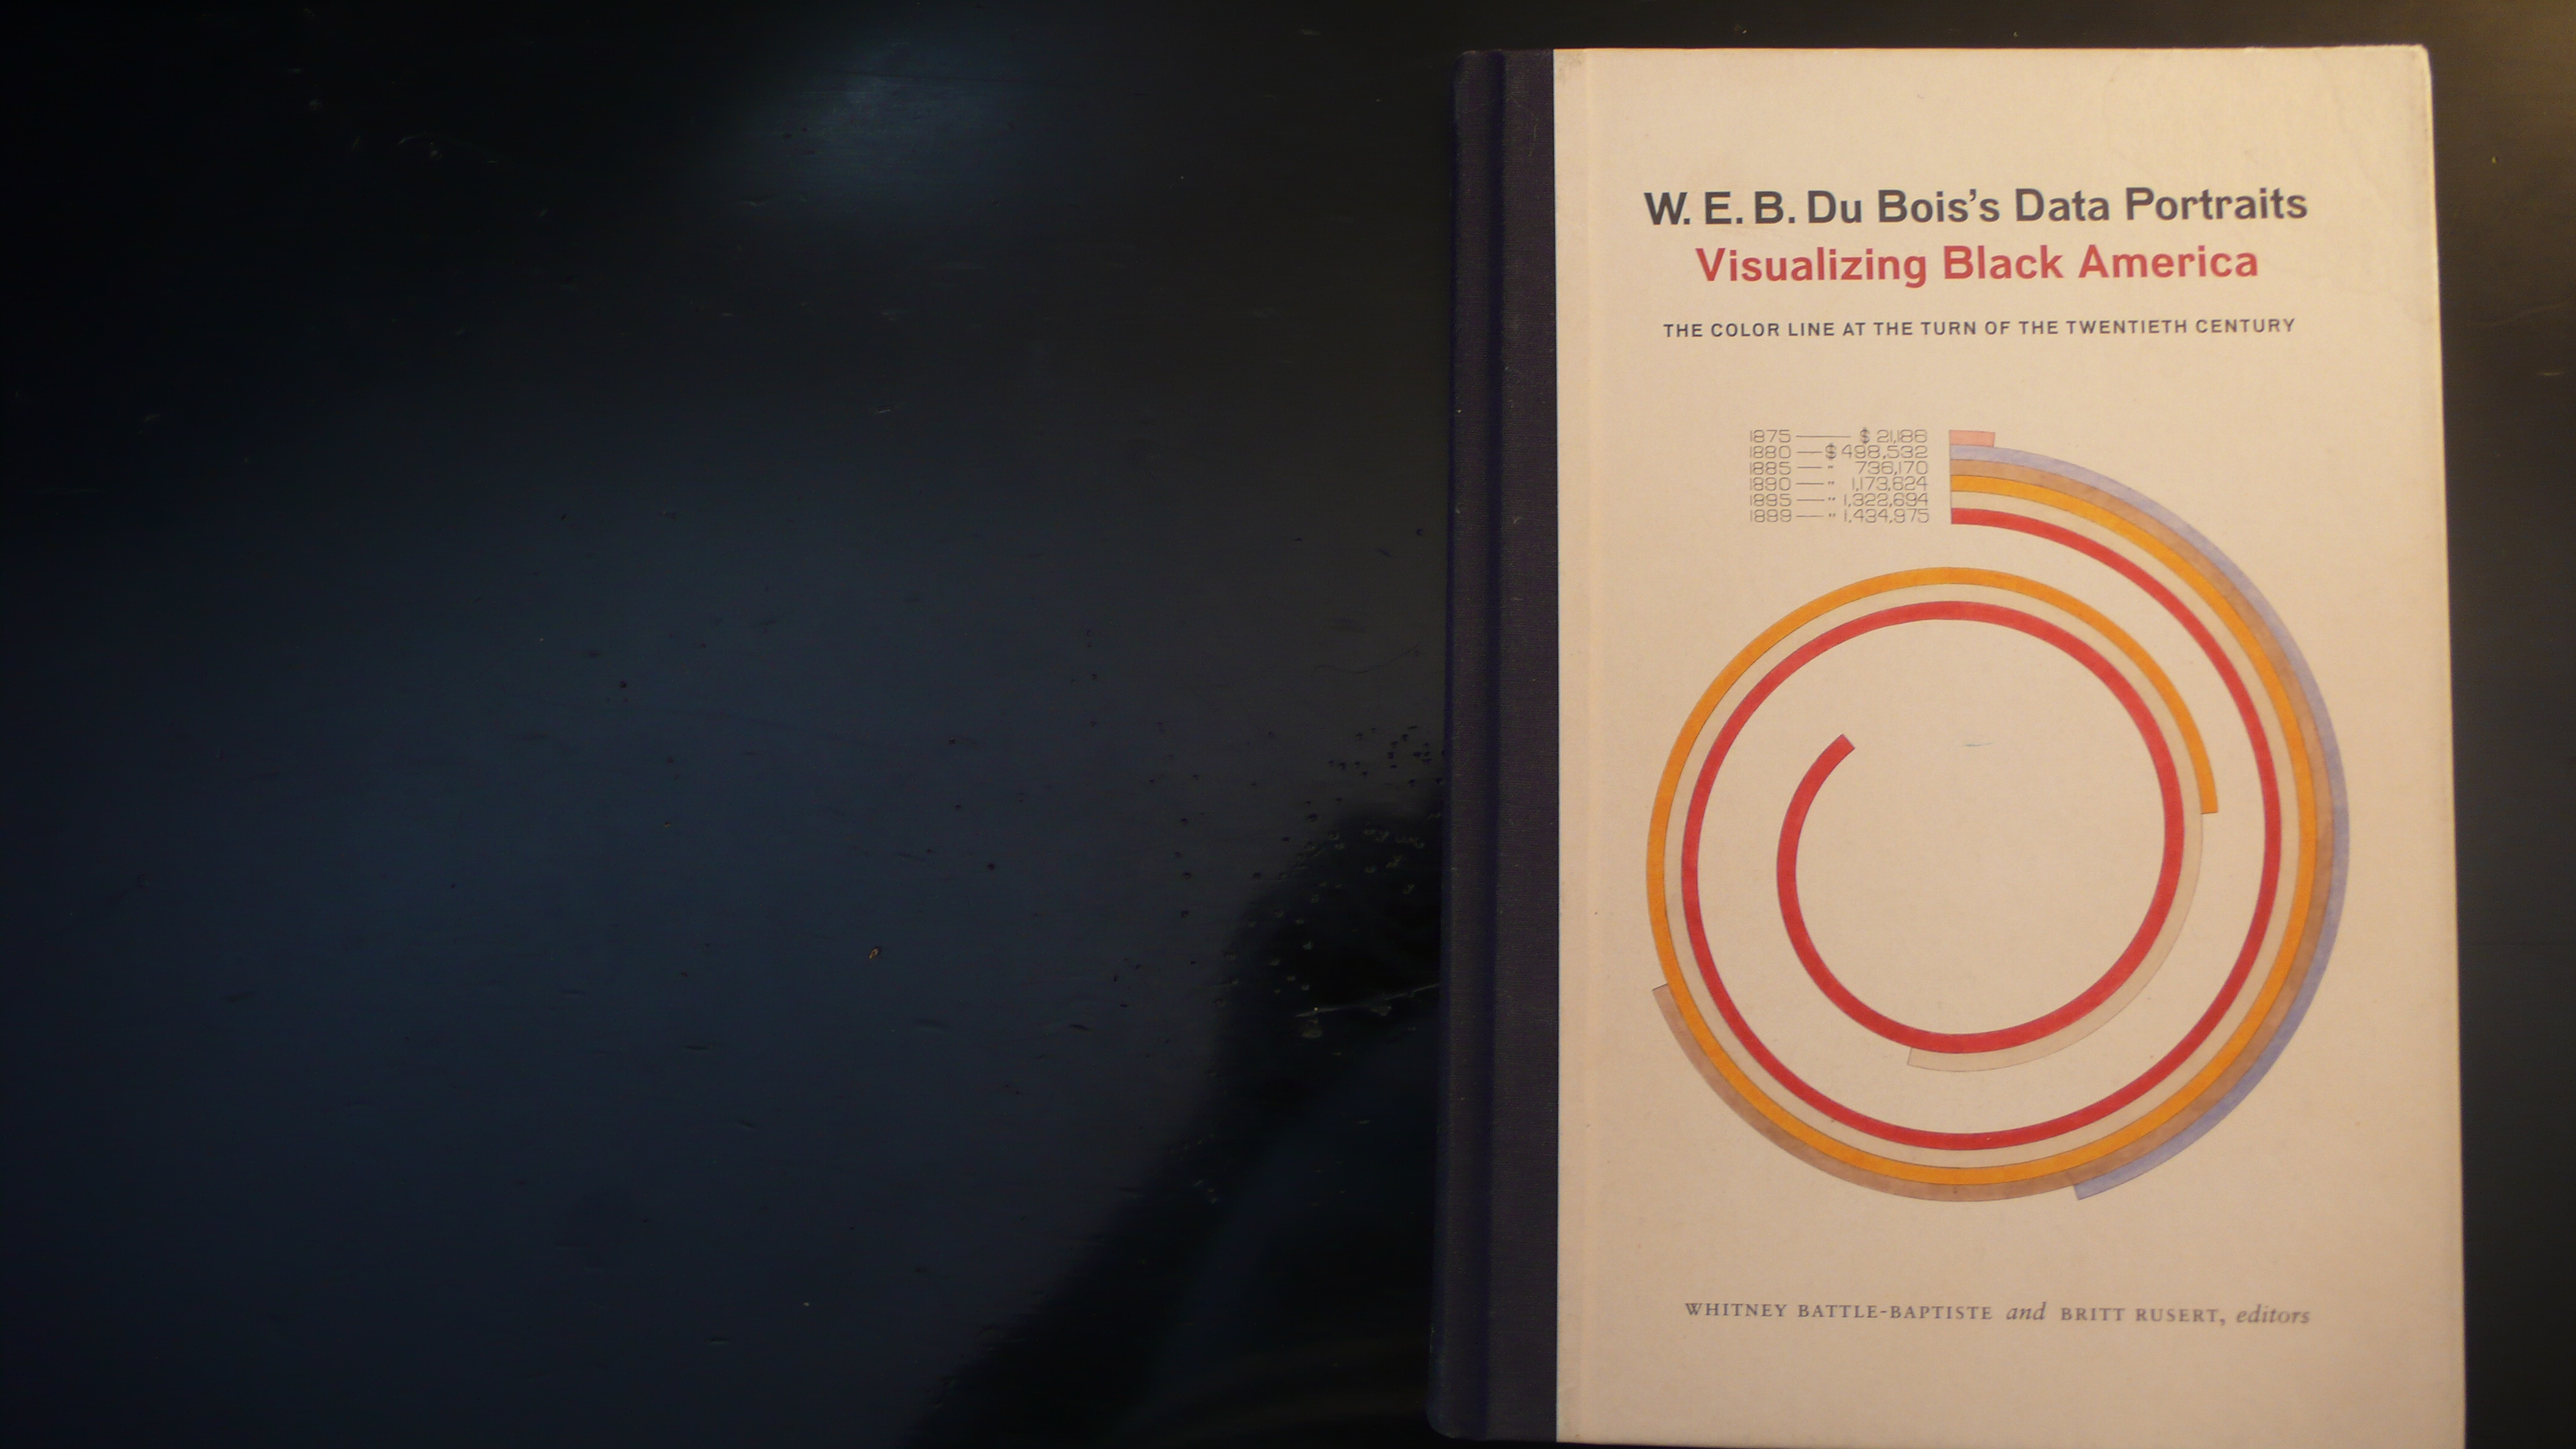 W. E. B. Du Bois's Data Portraits
Visualizing Black America
THE COLOR LINE AT THE TURN OF THE TWENTIETH CENTURY
1875 — $ 21,186
1880 — $ 498,532
1885 — " 736,170
1890 — " 1,173,624
1895 — " 1,322,694
1899 — " 1,434,975
WHITNEY BATTLE-BAPTISTE and BRITT RUSERT, editors